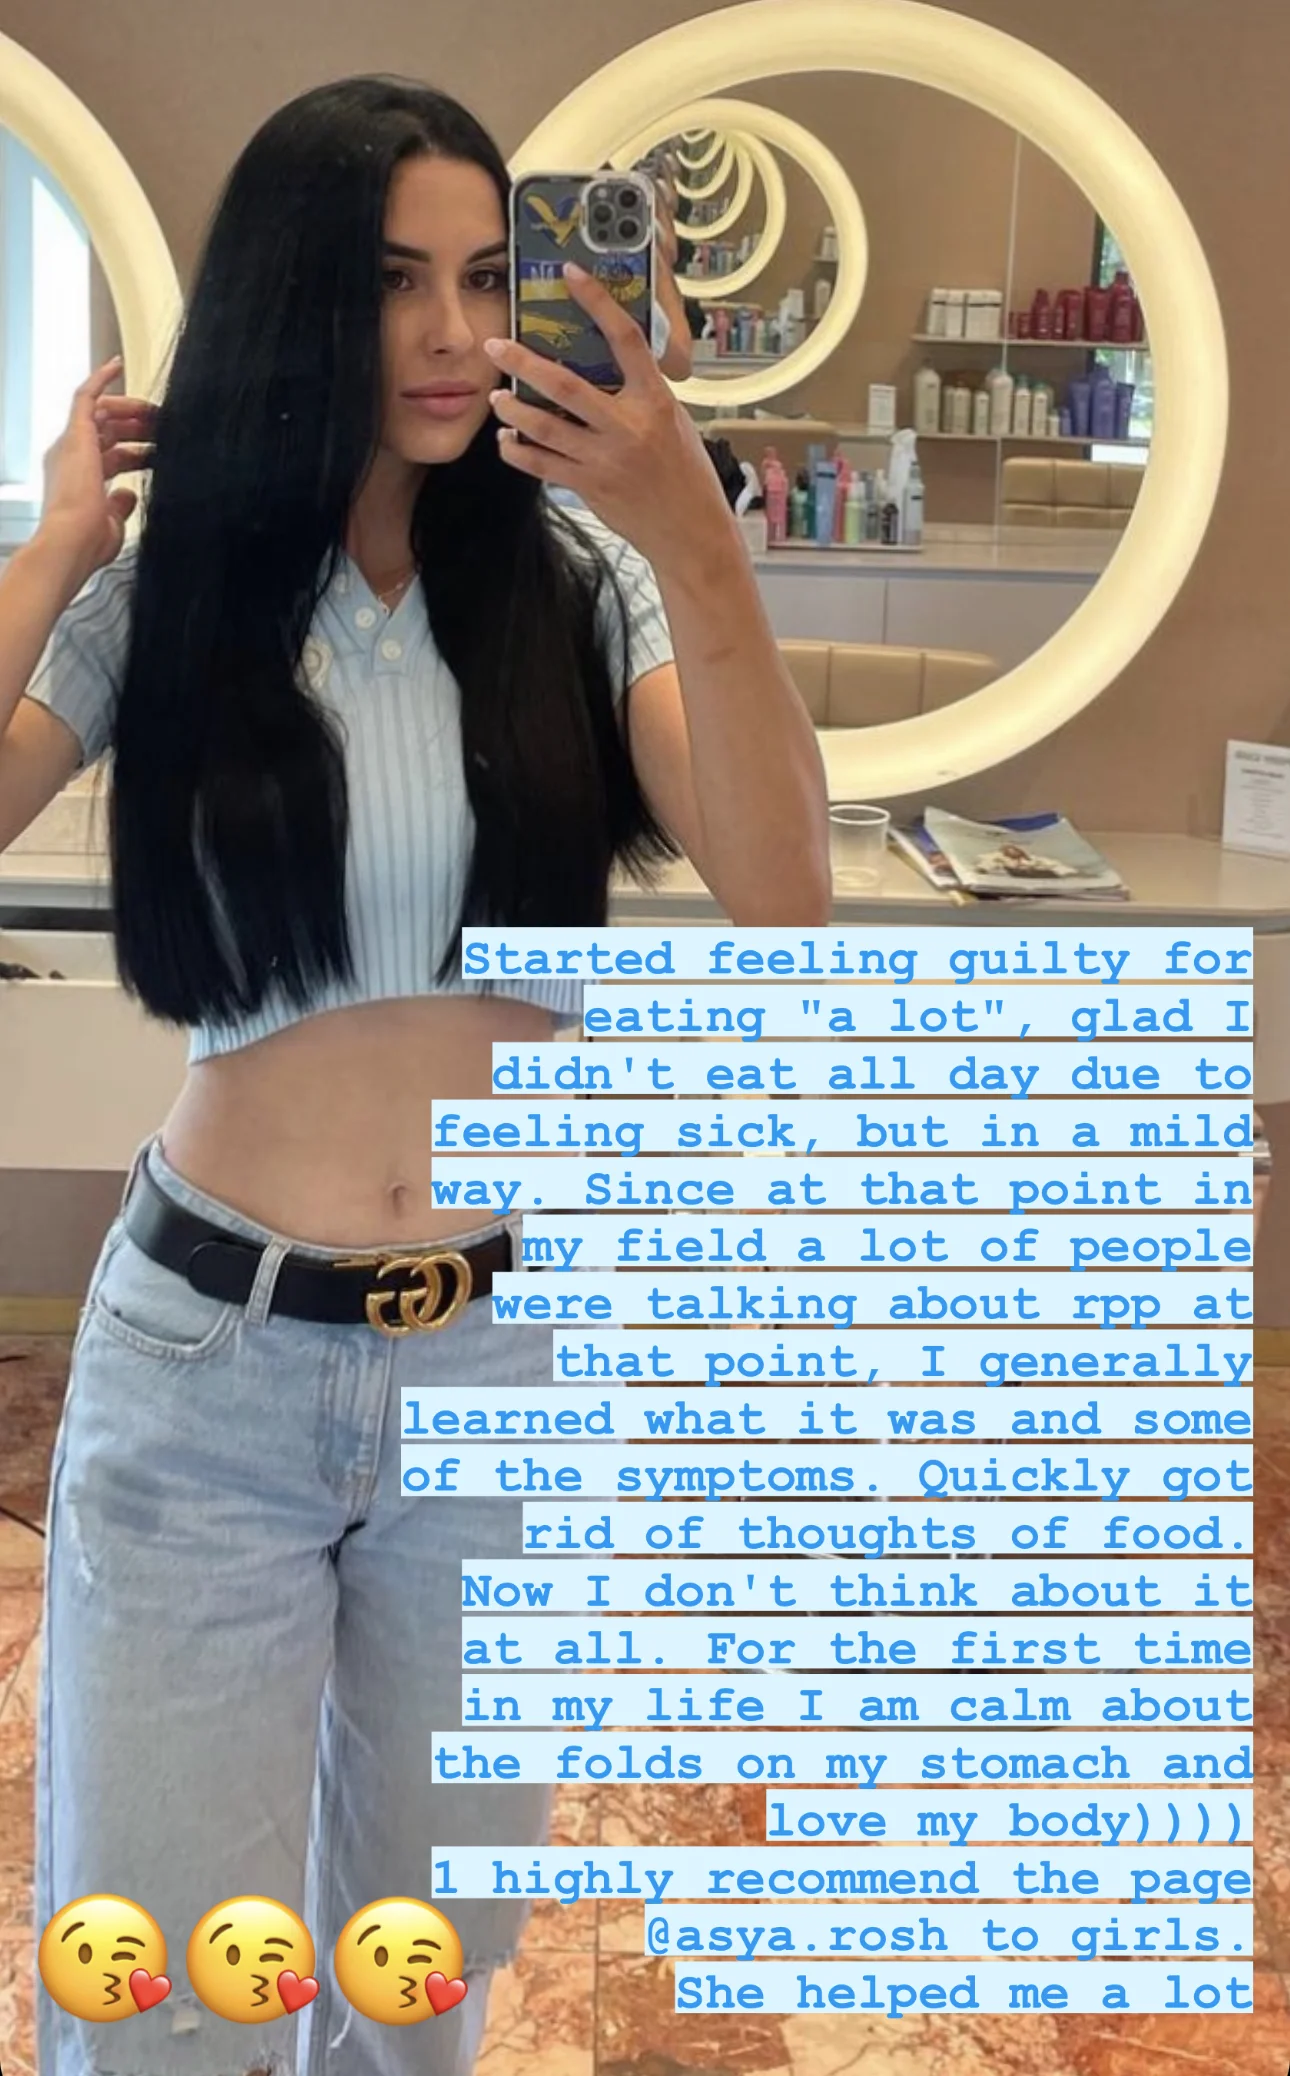 Started feeling guilty for
eating "a lot", glad I
didn't eat all day due to
feeling sick, but in a mild
way. Since at that point in
my field a lot of people
were talking about rpp at
that point, I generally
learned what it was and some
of the symptoms. Quickly got
rid of thoughts of food.
Now I don't think about it
at all. For the first time
in my life I am calm about
the folds on my stomach and
love my body))))
1 highly recommend the page
@asya.rosh to girls.
She helped me a lot